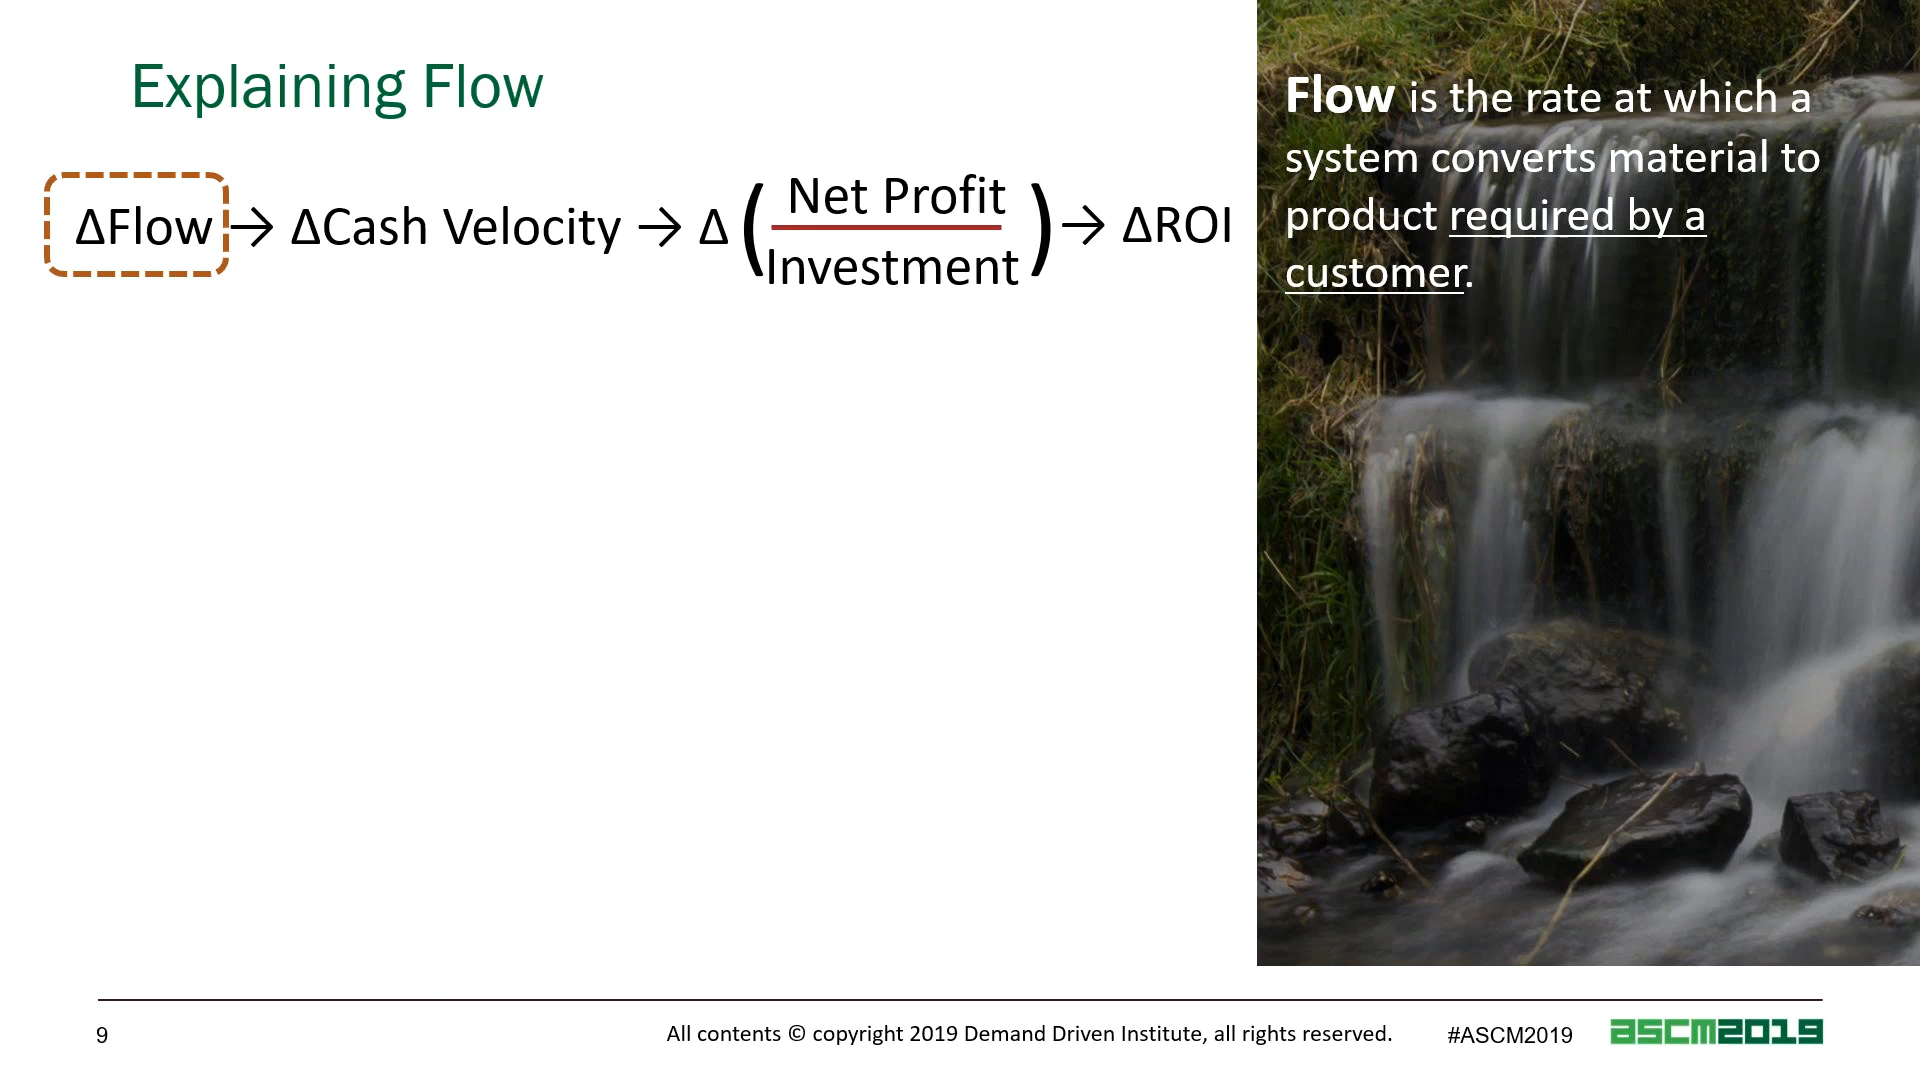 Explaining Flow
ΔFlow → ΔCash Velocity → Δ (Net Profit
Investment) → ΔROI
Flow is the rate at which a
system converts material to
product required by a
customer.
9
All contents © copyright 2019 Demand Driven Institute, all rights reserved.
#ASCM2019
ascm2019